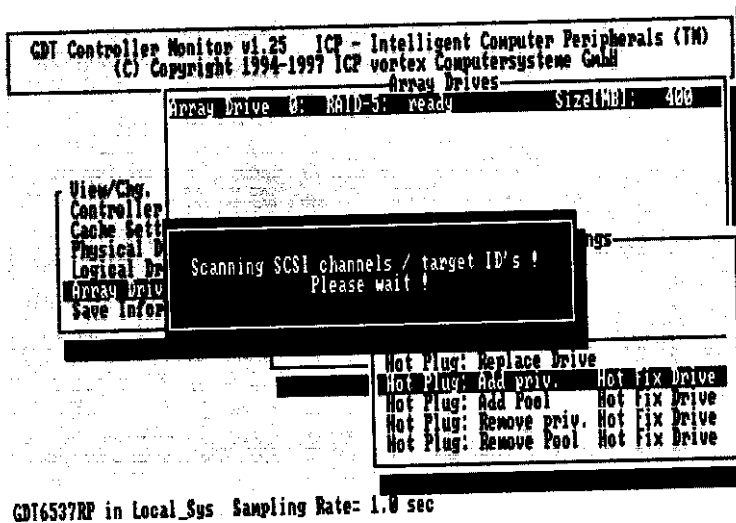 GDT Controller Monitor v1.25 ICP - Intelligent Computer Peripherals (TM)
(C) Copyright 1994-1997 ICP vortex Computersysteme GmbH
Array Drives
Array Drive 0: RAID-5: ready Size[MB]: 400
View/Chg.
Controller
Cache Sett
Physical D
Logical Dr
Array Driv
Save Infor
ngs
Scanning SCSI channels / target ID's !
Please wait !
Hot Plug: Replace Drive
Hot Plug: Add priv. Hot Fix Drive
Hot Plug: Add Pool Hot Fix Drive
Hot Plug: Remove priv. Hot Fix Drive
Hot Plug: Remove Pool Hot Fix Drive
GDT6537RP in Local_Sys Sampling Rate= 1.0 sec